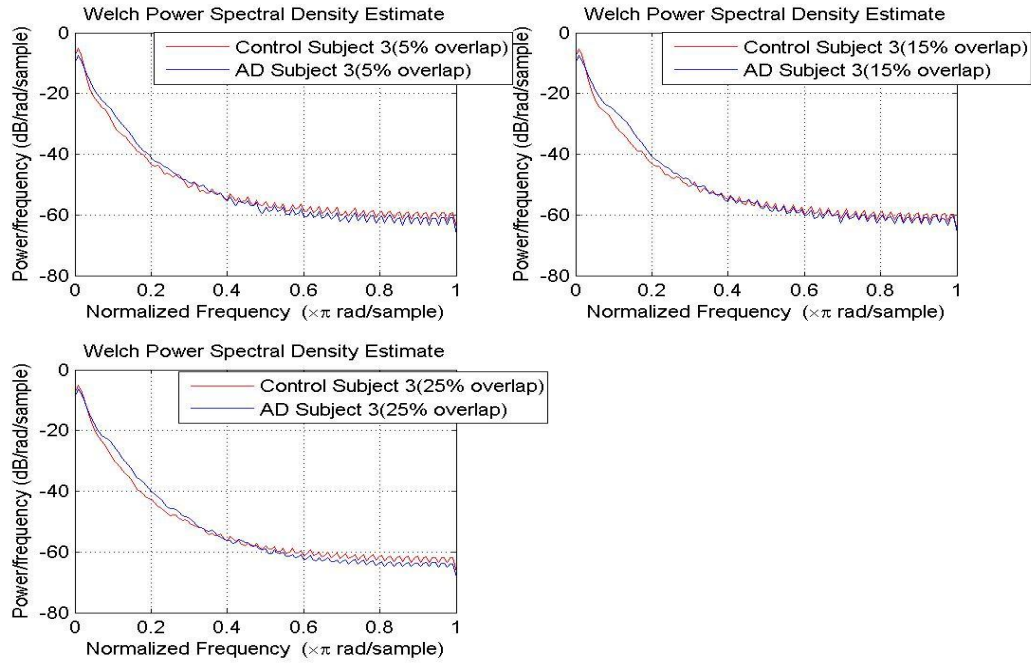 Welch Power Spectral Density Estimate
Control Subject 3(5% overlap)
AD Subject 3(5% overlap)
Power/frequency (dB/rad/sample)
0
-20
-40
-60
-80
0 0.2 0.4 0.6 0.8 1
Normalized Frequency (×π rad/sample)
Welch Power Spectral Density Estimate
Control Subject 3(15% overlap)
AD Subject 3(15% overlap)
Power/frequency (dB/rad/sample)
0
-20
-40
-60
-80
0 0.2 0.4 0.6 0.8 1
Normalized Frequency (×π rad/sample)
Welch Power Spectral Density Estimate
Control Subject 3(25% overlap)
AD Subject 3(25% overlap)
Power/frequency (dB/rad/sample)
0
-20
-40
-60
-80
0 0.2 0.4 0.6 0.8 1
Normalized Frequency (×π rad/sample)